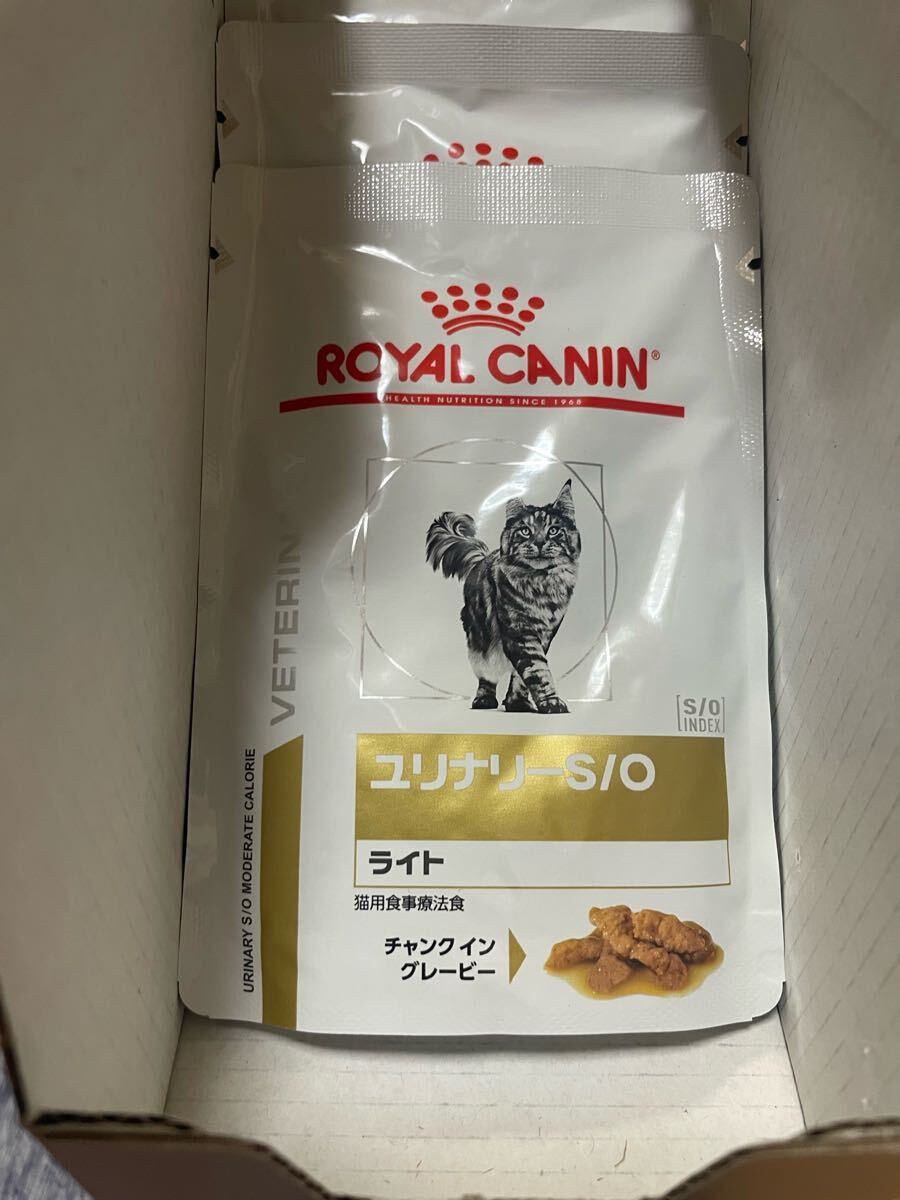 ROYAL CANIN®
HEALTH NUTRITION SINCE 1968
[S/O
INDEX]
ユリナリーS/O
ライト
猫用食事療法食
チャンク イン
グレービー
URINARY S/O MODERATE CALORIE